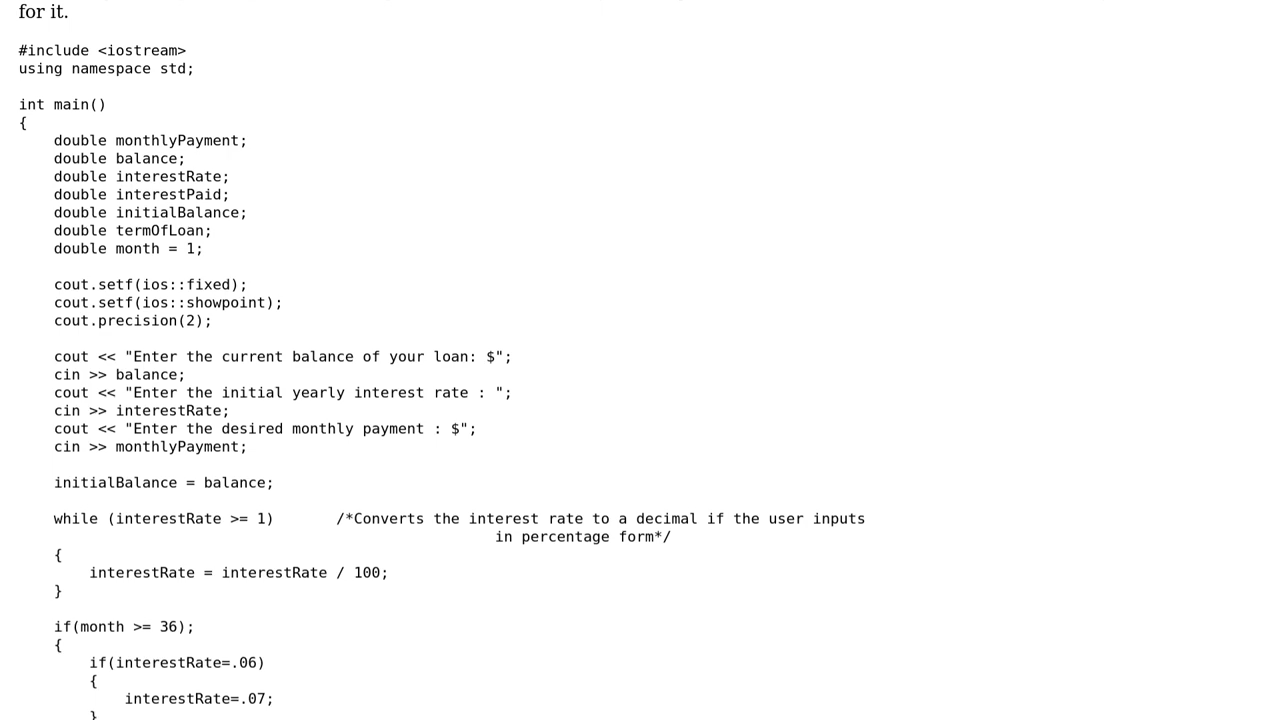 for it.
#include <iostream>
using namespace std;
int main()
{
    double monthlyPayment;
    double balance;
    double interestRate;
    double interestPaid;
    double initialBalance;
    double termOfLoan;
    double month = 1;
    cout.setf(ios::fixed);
    cout.setf(ios::showpoint);
    cout.precision(2);
    cout << "Enter the current balance of your loan: $";
    cin >> balance;
    cout << "Enter the initial yearly interest rate : ";
    cin >> interestRate;
    cout << "Enter the desired monthly payment : $";
    cin >> monthlyPayment;
    initialBalance = balance;
    while (interestRate >= 1)       /*Converts the interest rate to a decimal if the user inputs
                                                      in percentage form*/
    {
        interestRate = interestRate / 100;
    }
    if(month >= 36);
    {
        if(interestRate=.06)
        {
            interestRate=.07;
        }